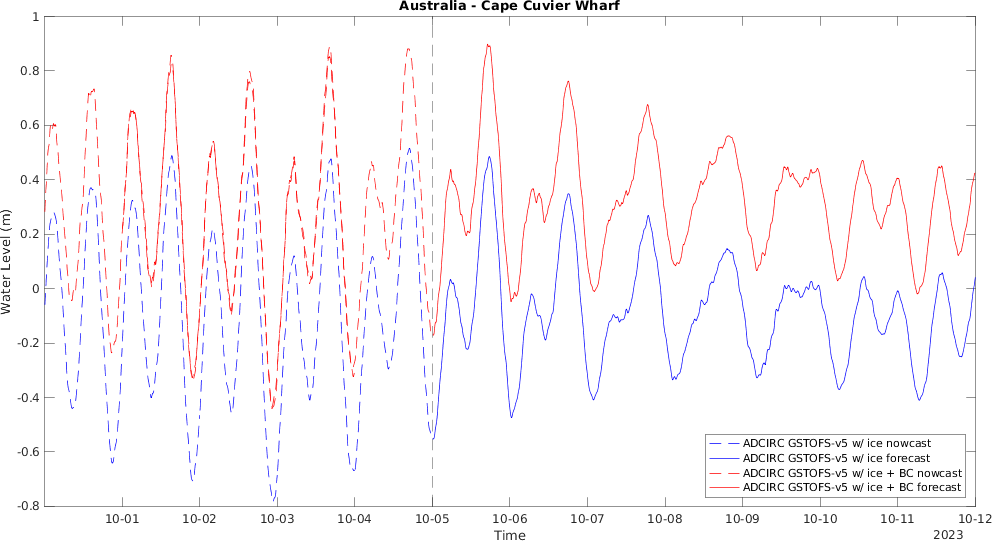 Australia - Cape Cuvier Wharf
1
0.8
0.6
0.4
0.2
0
-0.2
-0.4
-0.6
-0.8
Water Level (m)
10-01 10-02 10-03 10-04 10-05 10-06 10-07 10-08 10-09 10-10 10-11 10-12
Time
2023
ADCIRC GSTOFS-v5 w/ ice nowcast
ADCIRC GSTOFS-v5 w/ ice forecast
ADCIRC GSTOFS-v5 w/ ice + BC nowcast
ADCIRC GSTOFS-v5 w/ ice + BC forecast